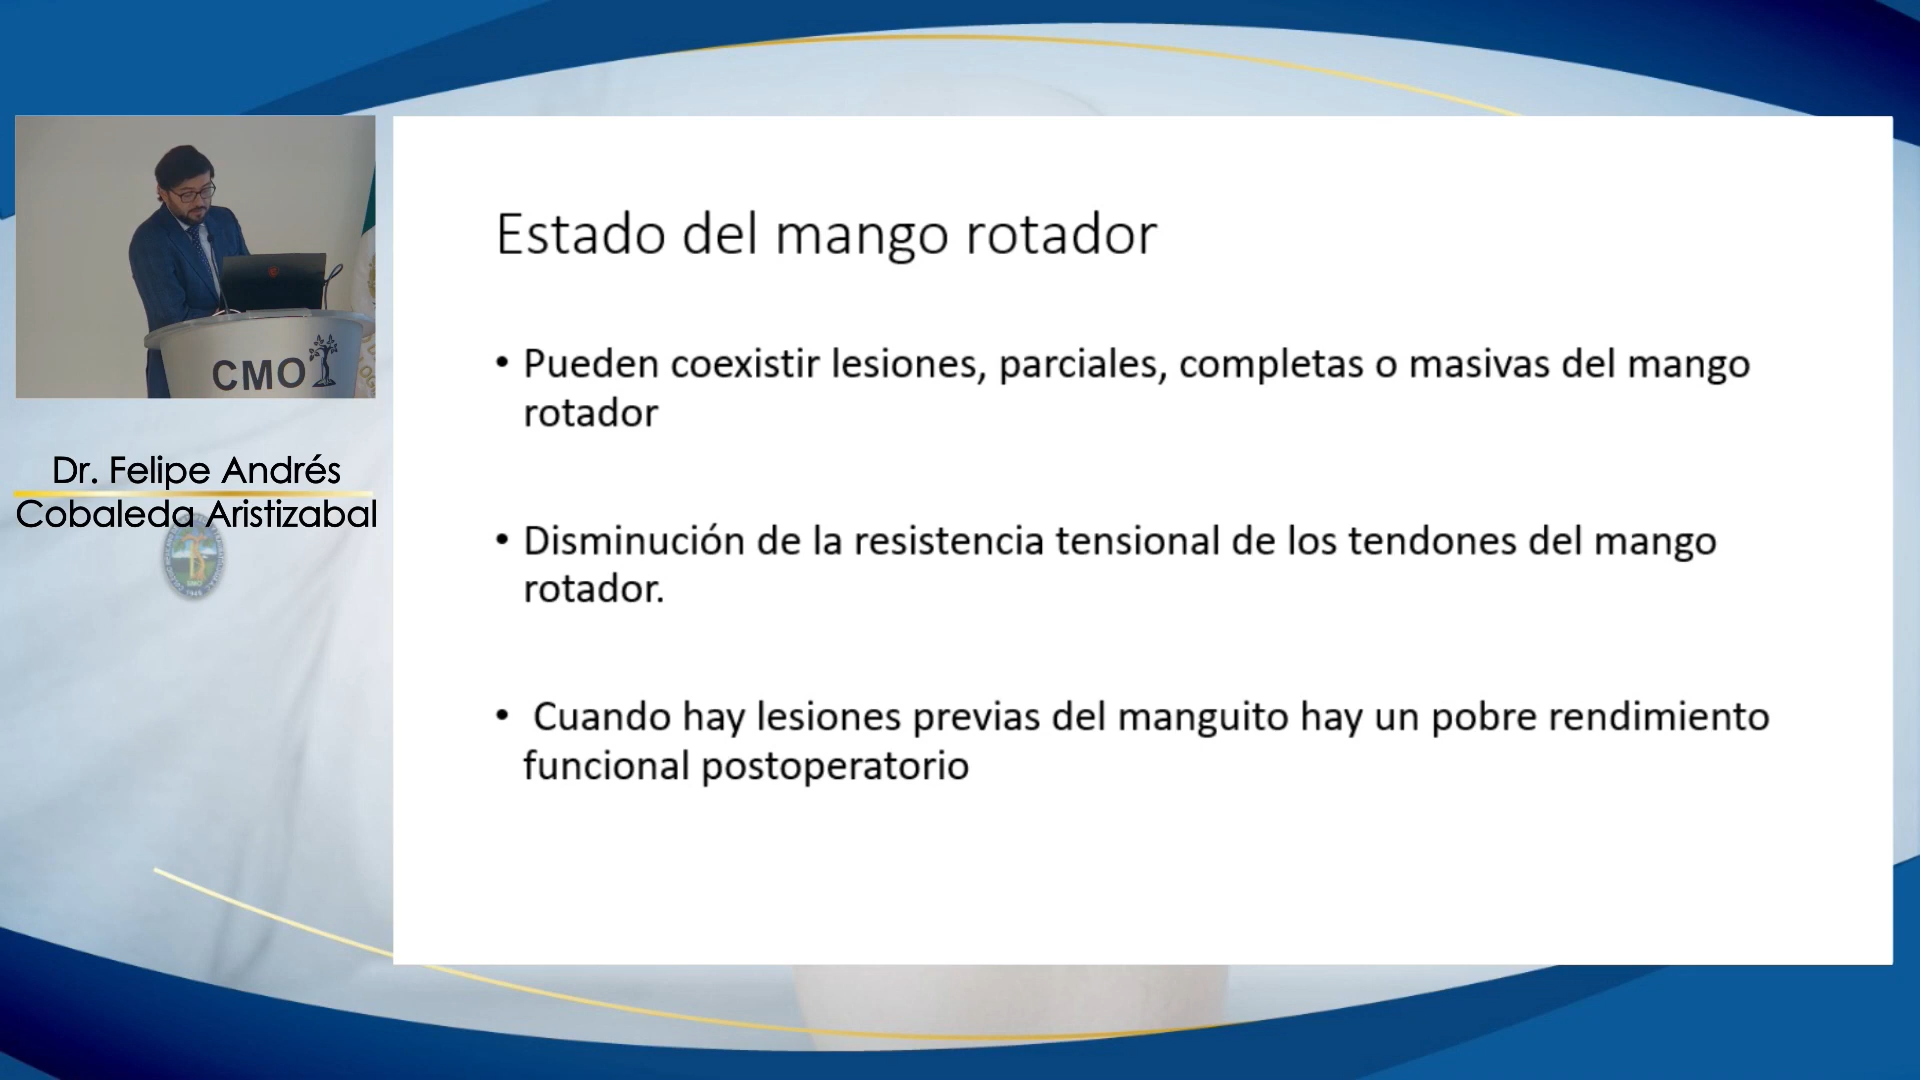 CMO
Dr. Felipe Andrés
Cobaleda Aristizabal
Estado del mango rotador
• Pueden coexistir lesiones, parciales, completas o masivas del mango
rotador
• Disminución de la resistencia tensional de los tendones del mango
rotador.
• Cuando hay lesiones previas del manguito hay un pobre rendimiento
funcional postoperatorio